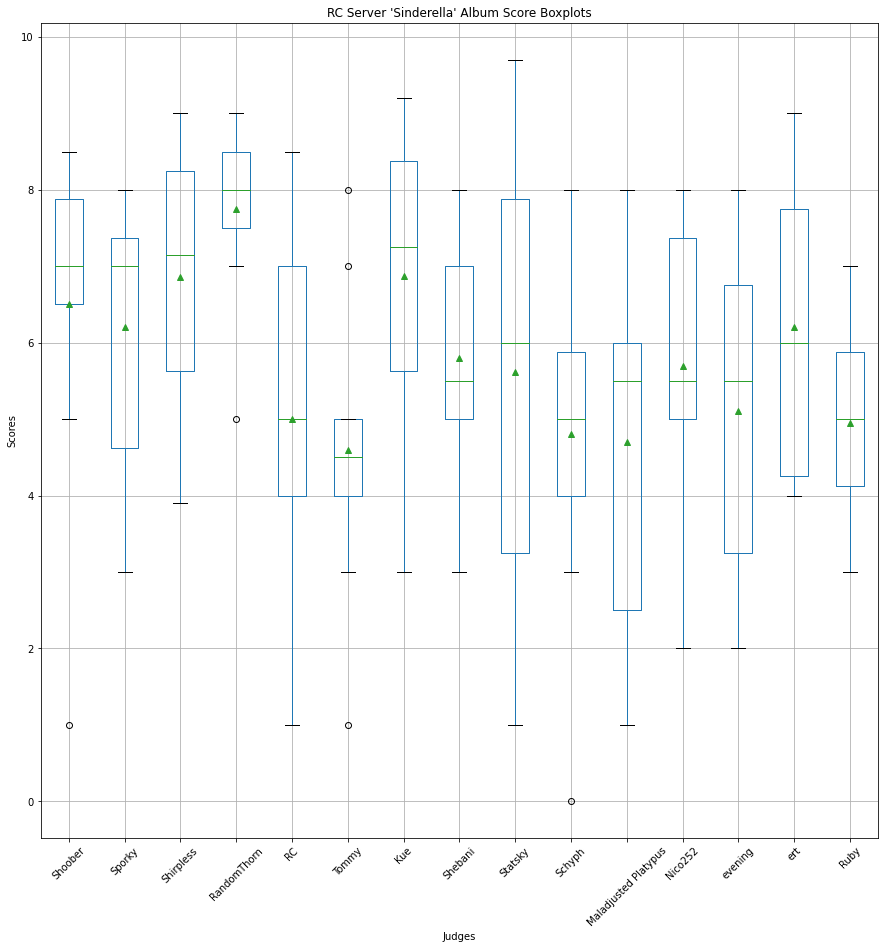 RC Server 'Sinderella' Album Score Boxplots
10
8
6
4
2
0
Scores
Shoober
Sporky
Shirpless
RandomThorn
RC
Tommy
Kue
Shebani
Statsky
Schyph
Maladjusted Platypus
Nico252
evening
ert
Ruby
Judges